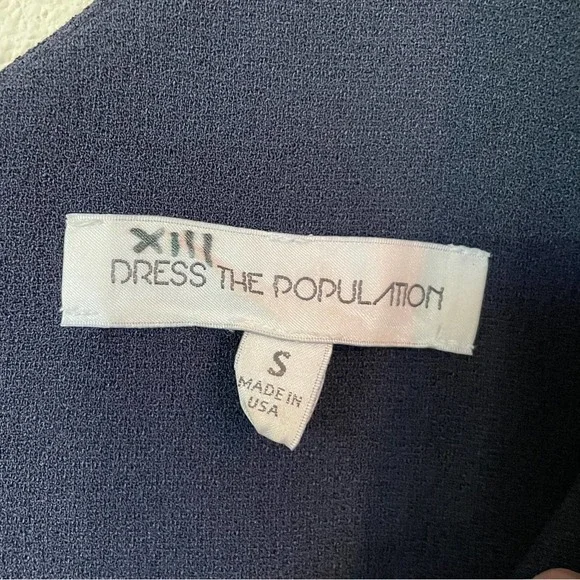 XIII
DRESS THE POPULATION
S
MADE IN
USA